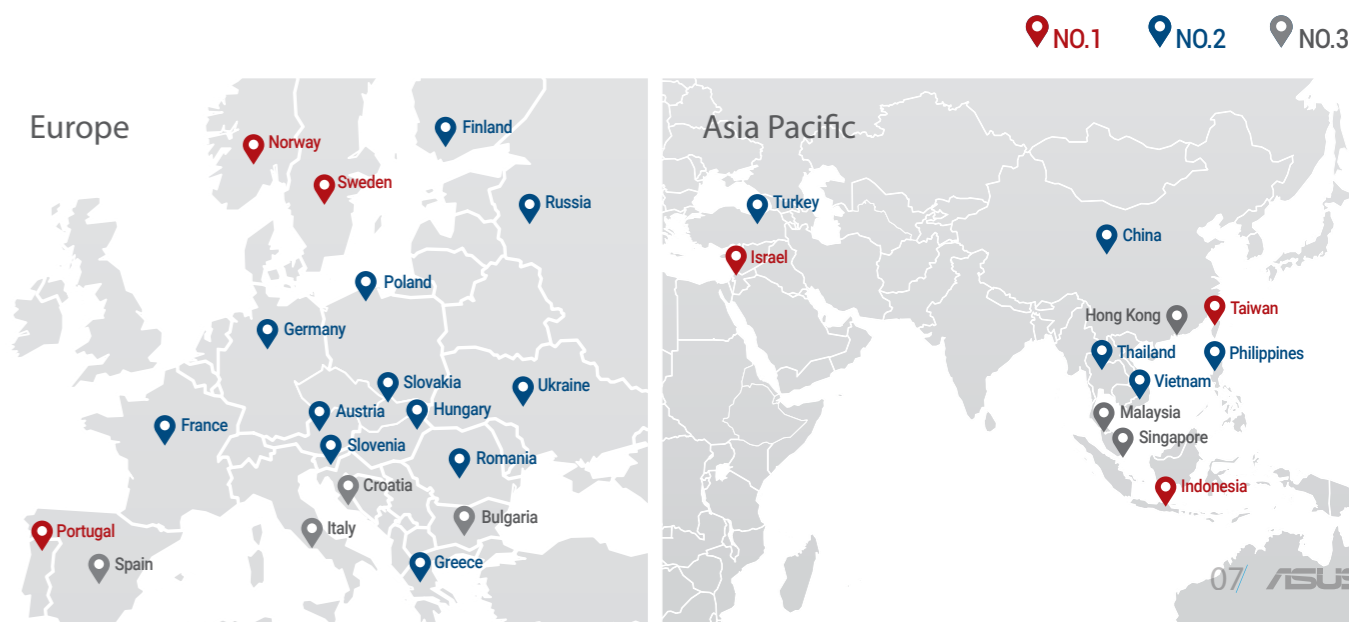 NO.1
NO.2
NO.3
Europe
Norway
Finland
Sweden
Russia
Poland
Germany
Slovakia
Ukraine
Austria
Hungary
France
Slovenia
Romania
Croatia
Bulgaria
Italy
Portugal
Spain
Greece
Asia Pacific
Turkey
China
Israel
Taiwan
Hong Kong
Thailand
Philippines
Vietnam
Malaysia
Singapore
Indonesia
07/ ASUS